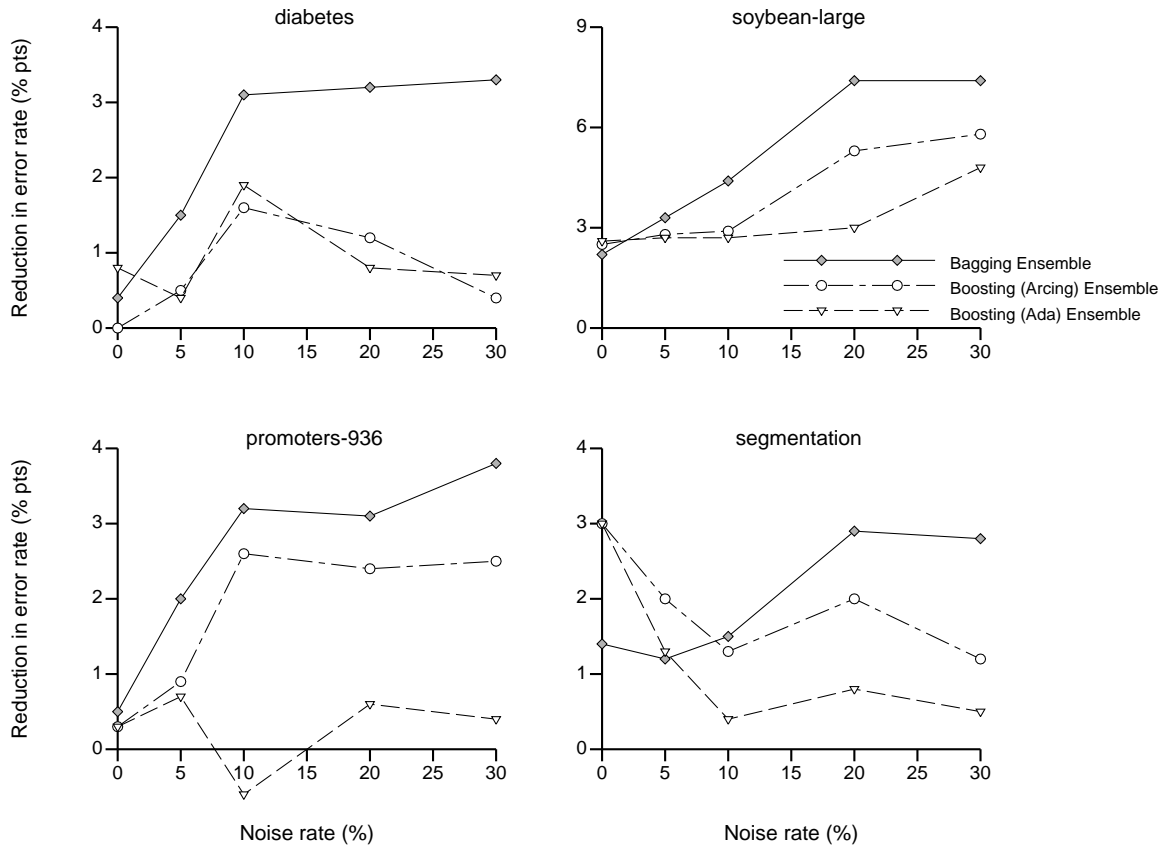 diabetes
Reduction in error rate (% pts)
4
3
2
1
0
0 5 10 15 20 25 30
soybean-large
9
6
3
0
0 5 10 15 20 25 30
Bagging Ensemble
Boosting (Arcing) Ensemble
Boosting (Ada) Ensemble
promoters-936
Reduction in error rate (% pts)
4
3
2
1
0
0 5 10 15 20 25 30
Noise rate (%)
segmentation
4
3
2
1
0
0 5 10 15 20 25 30
Noise rate (%)